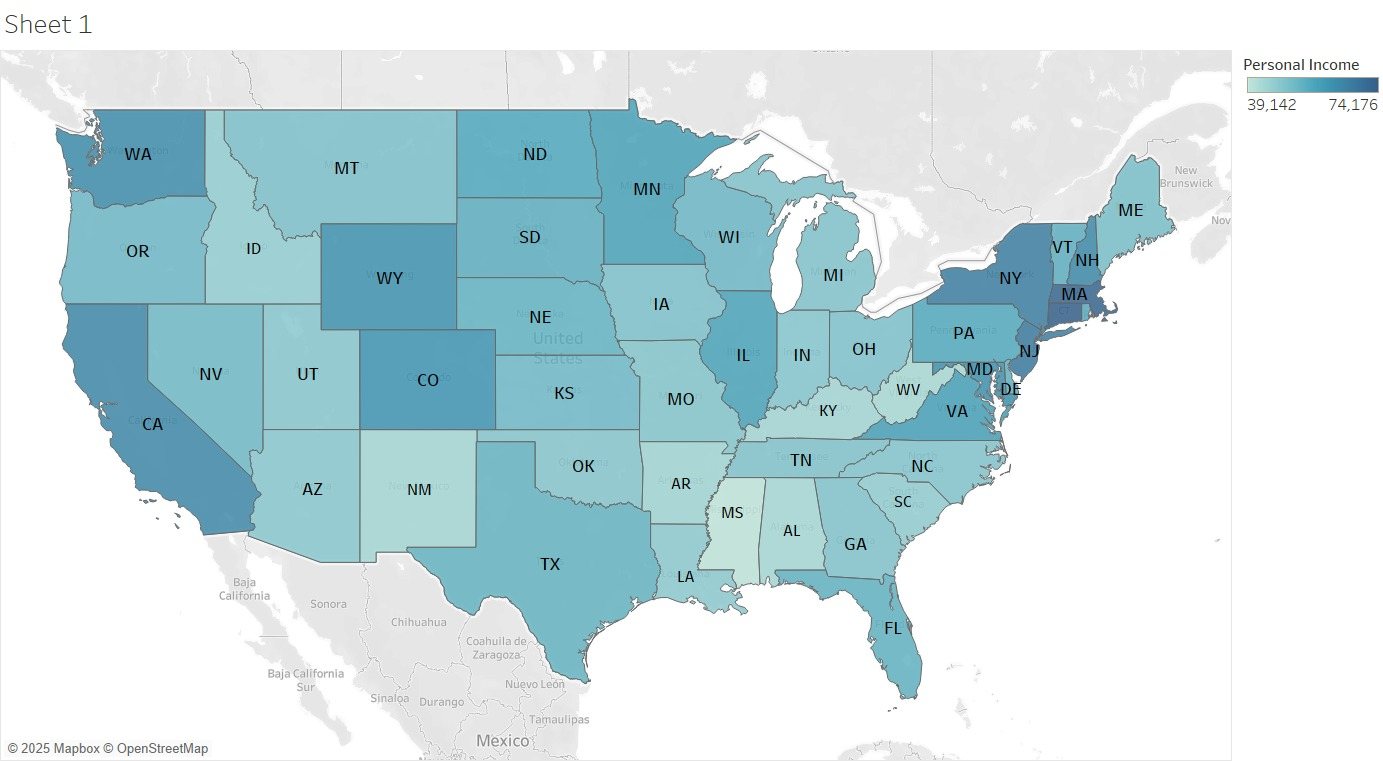 Sheet 1
Personal Income
39,142 74,176
WA
MT
ND
MN
OR
ID
WY
SD
WI
MI
ME
New
Brunswick
Nov
VT
NH
NY
MA
CT
NV
UT
CO
NE
United
States
IA
IL
IN
OH
PA
NJ
MD
DE
CA
KS
MO
KY
WV
VA
AZ
NM
OK
AR
TN
NC
SC
MS
AL
GA
TX
LA
FL
Baja
California
Sonora
Chihuahua
Coahuila de
Zaragoza
Baja California
Sur
Sinaloa
Durango
Nuevo León
Tamaulipas
Mexico
© 2025 Mapbox © OpenStreetMap